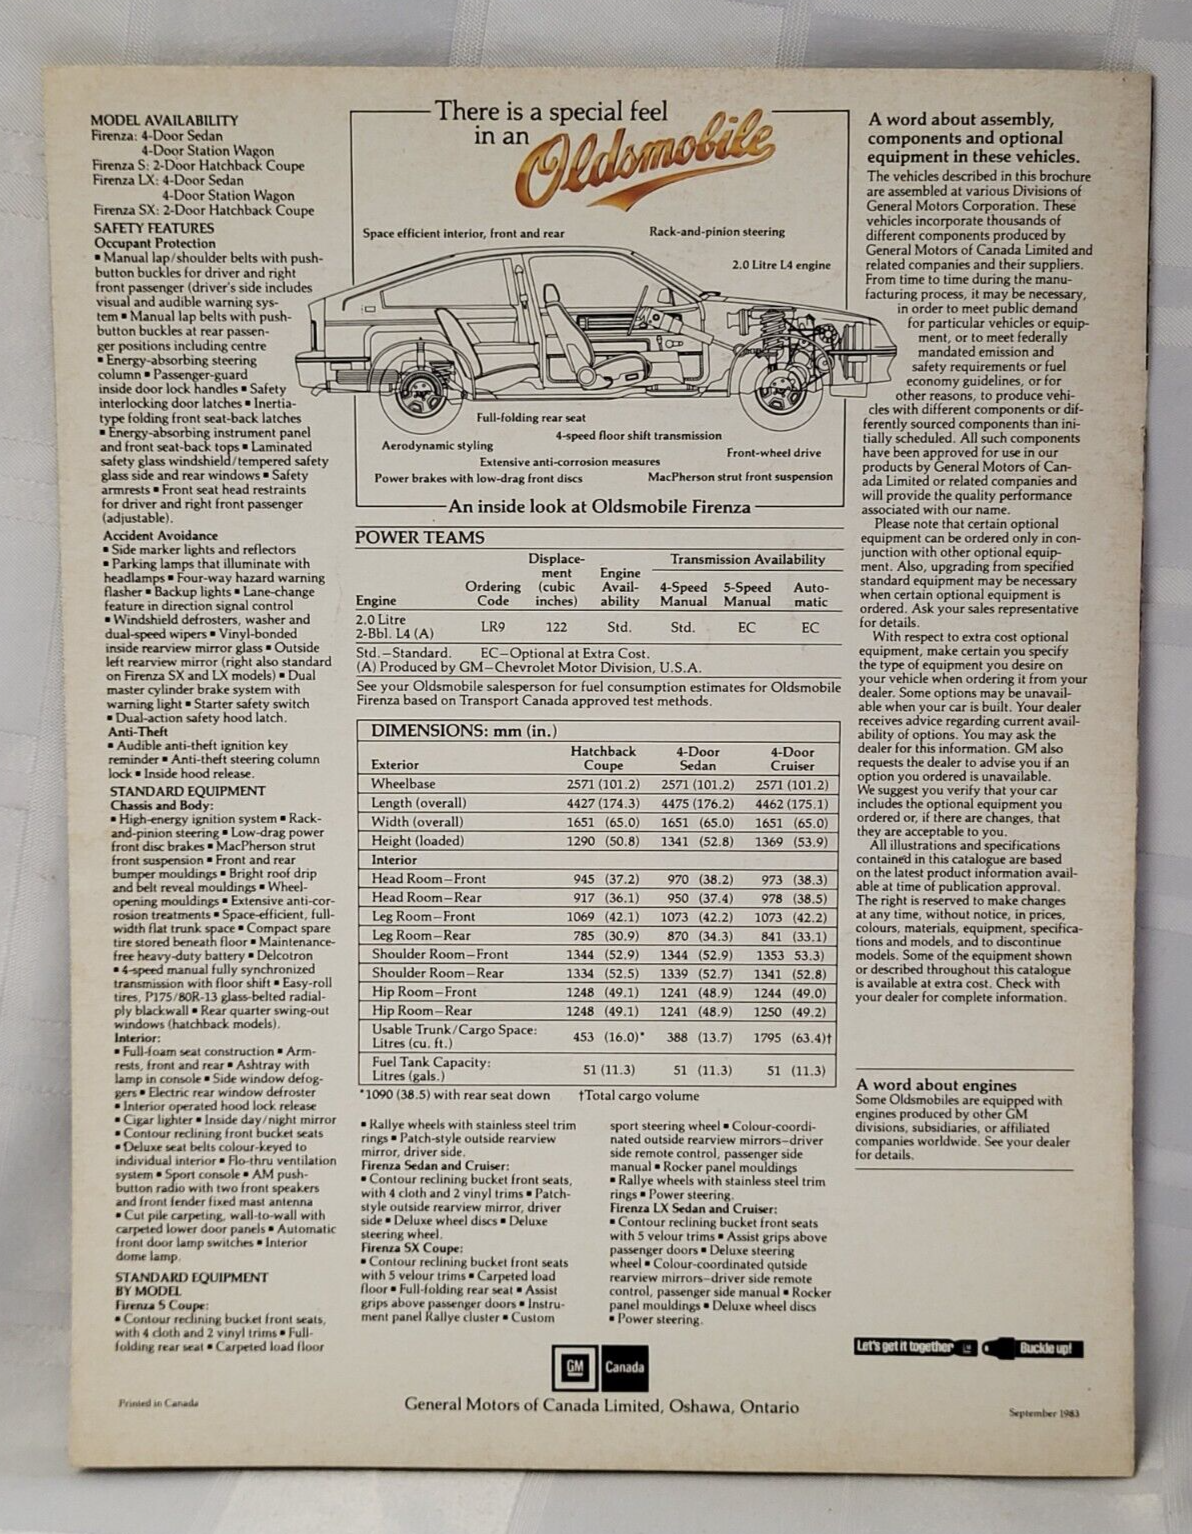 MODEL AVAILABILITY
Firenza: 4-Door Sedan
4-Door Station Wagon
Firenza S: 2-Door Hatchback Coupe
Firenza LX: 4-Door Sedan
4-Door Station Wagon
Firenza SX: 2-Door Hatchback Coupe
SAFETY FEATURES
Occupant Protection
▪ Manual lap/shoulder belts with push-
button buckles for driver and right
front passenger (driver's side includes
visual and audible warning sys-
tem ▪ Manual lap belts with push-
button buckles at rear passen-
ger positions including centre
▪ Energy-absorbing steering
column ▪ Passenger-guard
inside door lock handles ▪ Safety
interlocking door latches ▪ Inertia-
type folding front seat-back latches
▪ Energy-absorbing instrument panel
and front seat-back tops ▪ Laminated
safety glass windshield/tempered safety
glass side and rear windows ▪ Safety
armrests ▪ Front seat head restraints
for driver and right front passenger
(adjustable).
Accident Avoidance
▪ Side marker lights and reflectors
▪ Parking lamps that illuminate with
headlamps ▪ Four-way hazard warning
flasher ▪ Backup lights ▪ Lane-change
feature in direction signal control
▪ Windshield defrosters, washer and
dual-speed wipers ▪ Vinyl-bonded
inside rearview mirror glass ▪ Outside
left rearview mirror (right also standard
on Firenza SX and LX models) ▪ Dual
master cylinder brake system with
warning light ▪ Starter safety switch
▪ Dual-action safety hood latch.
Anti-Theft
▪ Audible anti-theft ignition key
reminder ▪ Anti-theft steering column
lock ▪ Inside hood release.
STANDARD EQUIPMENT
Chassis and Body:
▪ High-energy ignition system ▪ Rack-
and-pinion steering ▪ Low-drag power
front disc brakes ▪ MacPherson strut
front suspension ▪ Front and rear
bumper mouldings ▪ Bright roof drip
and belt reveal mouldings ▪ Wheel-
opening mouldings ▪ Extensive anti-cor-
rosion treatments ▪ Space-efficient, full-
width flat trunk space ▪ Compact spare
tire stored beneath floor ▪ Maintenance-
free heavy-duty battery ▪ Delcotron
▪ 4-speed manual fully synchronized
transmission with floor shift ▪ Easy-roll
tires, P175/80R-13 glass-belted radial-
ply blackwall ▪ Rear quarter swing-out
windows (hatchback models).
Interior:
▪ Full-foam seat construction ▪ Arm-
rests, front and rear ▪ Ashtray with
lamp in console ▪ Side window defog-
gers ▪ Electric rear window defroster
▪ Interior operated hood lock release
▪ Cigar lighter ▪ Inside day/night mirror
▪ Contour reclining front bucket seats
▪ Deluxe seat belts colour-keyed to
individual interior ▪ Flo-thru ventilation
system ▪ Sport console ▪ AM push-
button radio with two front speakers
and front fender fixed mast antenna
▪ Cut pile carpeting, wall-to-wall with
carpeted lower door panels ▪ Automatic
front door lamp switches ▪ Interior
dome lamp.
STANDARD EQUIPMENT
BY MODEL
Firenza S Coupe:
▪ Contour reclining bucket front seats,
with 4 cloth and 2 vinyl trims ▪ Full-
folding rear seat ▪ Carpeted load floor
There is a special feel
in an Oldsmobile
Space efficient interior, front and rear
Rack-and-pinion steering
2.0 Litre L4 engine
Full-folding rear seat
4-speed floor shift transmission
Aerodynamic styling
Front-wheel drive
Extensive anti-corrosion measures
Power brakes with low-drag front discs
MacPherson strut front suspension
An inside look at Oldsmobile Firenza
POWER TEAMS
Engine Ordering Code Displace-ment (cubic inches) Engine Avail-ability Transmission Availability 4-Speed Manual 5-Speed Manual Auto-matic
2.0 Litre
2-Bbl. L4 (A) LR9 122 Std. Std. EC EC
Std.–Standard. EC–Optional at Extra Cost.
(A) Produced by GM–Chevrolet Motor Division, U.S.A.
See your Oldsmobile salesperson for fuel consumption estimates for Oldsmobile
Firenza based on Transport Canada approved test methods.
DIMENSIONS: mm (in.)
Exterior Hatchback Coupe 4-Door Sedan 4-Door Cruiser
Wheelbase 2571 (101.2) 2571 (101.2) 2571 (101.2)
Length (overall) 4427 (174.3) 4475 (176.2) 4462 (175.1)
Width (overall) 1651 (65.0) 1651 (65.0) 1651 (65.0)
Height (loaded) 1290 (50.8) 1341 (52.8) 1369 (53.9)
Interior
Head Room–Front 945 (37.2) 970 (38.2) 973 (38.3)
Head Room–Rear 917 (36.1) 950 (37.4) 978 (38.5)
Leg Room–Front 1069 (42.1) 1073 (42.2) 1073 (42.2)
Leg Room–Rear 785 (30.9) 870 (34.3) 841 (33.1)
Shoulder Room–Front 1344 (52.9) 1344 (52.9) 1353 53.3)
Shoulder Room–Rear 1334 (52.5) 1339 (52.7) 1341 (52.8)
Hip Room–Front 1248 (49.1) 1241 (48.9) 1244 (49.0)
Hip Room–Rear 1248 (49.1) 1241 (48.9) 1250 (49.2)
Usable Trunk/Cargo Space:
Litres (cu. ft.) 453 (16.0)* 388 (13.7) 1795 (63.4)†
Fuel Tank Capacity:
Litres (gals.) 51 (11.3) 51 (11.3) 51 (11.3)
*1090 (38.5) with rear seat down †Total cargo volume
▪ Rallye wheels with stainless steel trim
rings ▪ Patch-style outside rearview
mirror, driver side.
Firenza Sedan and Cruiser:
▪ Contour reclining bucket front seats,
with 4 cloth and 2 vinyl trims ▪ Patch-
style outside rearview mirror, driver
side ▪ Deluxe wheel discs ▪ Deluxe
steering wheel.
Firenza SX Coupe:
▪ Contour reclining bucket front seats
with 5 velour trims ▪ Carpeted load
floor ▪ Full-folding rear seat ▪ Assist
grips above passenger doors ▪ Instru-
ment panel Rallye cluster ▪ Custom
sport steering wheel ▪ Colour-coordi-
nated outside rearview mirrors–driver
side remote control, passenger side
manual ▪ Rocker panel mouldings
▪ Rallye wheels with stainless steel trim
rings ▪ Power steering.
Firenza LX Sedan and Cruiser:
▪ Contour reclining bucket front seats
with 5 velour trims ▪ Assist grips above
passenger doors ▪ Deluxe steering
wheel ▪ Colour-coordinated outside
rearview mirrors–driver side remote
control, passenger side manual ▪ Rocker
panel mouldings ▪ Deluxe wheel discs
▪ Power steering.
A word about assembly,
components and optional
equipment in these vehicles.
The vehicles described in this brochure
are assembled at various Divisions of
General Motors Corporation. These
vehicles incorporate thousands of
different components produced by
General Motors of Canada Limited and
related companies and their suppliers.
From time to time during the manu-
facturing process, it may be necessary,
in order to meet public demand
for particular vehicles or equip-
ment, or to meet federally
mandated emission and
safety requirements or fuel
economy guidelines, or for
other reasons, to produce vehi-
cles with different components or dif-
ferently sourced components than ini-
tially scheduled. All such components
have been approved for use in our
products by General Motors of Can-
ada Limited or related companies and
will provide the quality performance
associated with our name.
Please note that certain optional
equipment can be ordered only in con-
junction with other optional equip-
ment. Also, upgrading from specified
standard equipment may be necessary
when certain optional equipment is
ordered. Ask your sales representative
for details.
With respect to extra cost optional
equipment, make certain you specify
the type of equipment you desire on
your vehicle when ordering it from your
dealer. Some options may be unavail-
able when your car is built. Your dealer
receives advice regarding current avail-
ability of options. You may ask the
dealer for this information. GM also
requests the dealer to advise you if an
option you ordered is unavailable.
We suggest you verify that your car
includes the optional equipment you
ordered or, if there are changes, that
they are acceptable to you.
All illustrations and specifications
contained in this catalogue are based
on the latest product information avail-
able at time of publication approval.
The right is reserved to make changes
at any time, without notice, in prices,
colours, materials, equipment, specifica-
tions and models, and to discontinue
models. Some of the equipment shown
or described throughout this catalogue
is available at extra cost. Check with
your dealer for complete information.
A word about engines
Some Oldsmobiles are equipped with
engines produced by other GM
divisions, subsidiaries, or affiliated
companies worldwide. See your dealer
for details.
Let's get it together Buckle up!
GM Canada
Printed in Canada
General Motors of Canada Limited, Oshawa, Ontario
September 1983